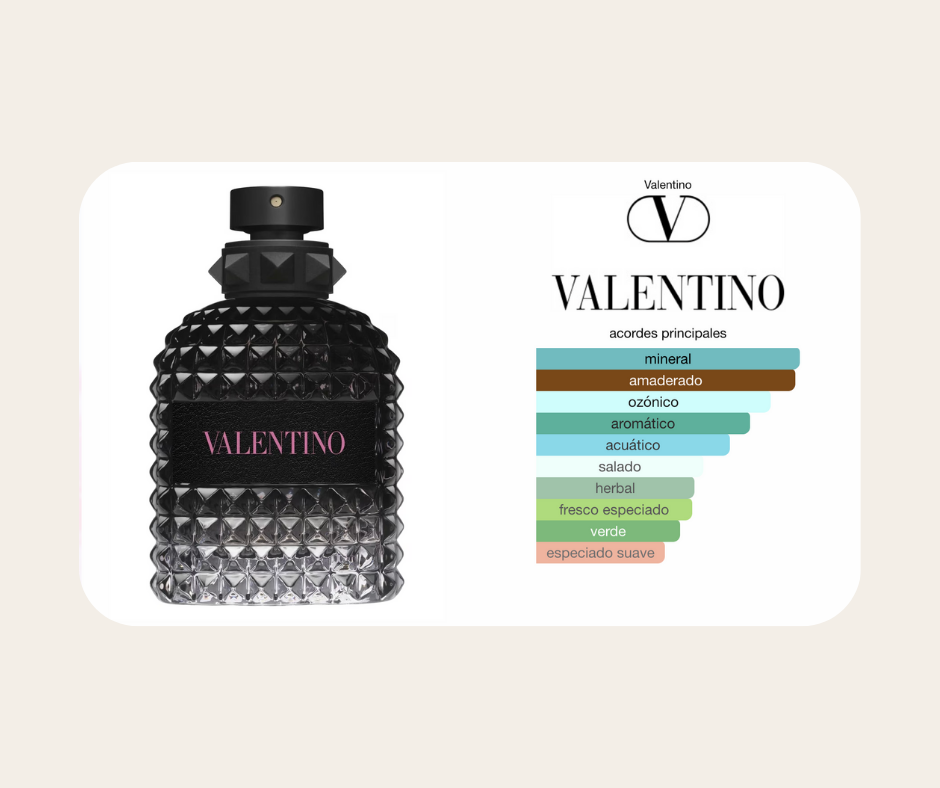 VALENTINO
Valentino
V
VALENTINO
acordes principales
mineral
amaderado
ozónico
aromático
acuático
salado
herbal
fresco especiado
verde
especiado suave